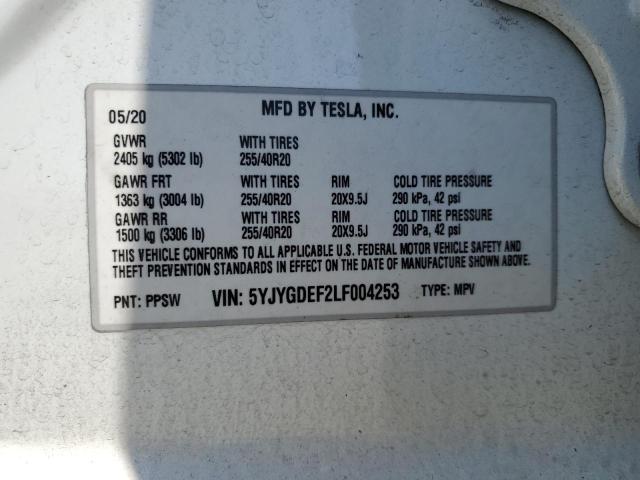 05/20 MFD BY TESLA, INC.
GVWR WITH TIRES
2405 kg (5302 lb) 255/40R20
GAWR FRT WITH TIRES RIM COLD TIRE PRESSURE
1363 kg (3004 lb) 255/40R20 20X9.5J 290 kPa, 42 psi
GAWR RR WITH TIRES RIM COLD TIRE PRESSURE
1500 kg (3306 lb) 255/40R20 20X9.5J 290 kPa, 42 psi
THIS VEHICLE CONFORMS TO ALL APPLICABLE U.S. FEDERAL MOTOR VEHICLE SAFETY AND
THEFT PREVENTION STANDARDS IN EFFECT ON THE DATE OF MANUFACTURE SHOWN ABOVE.
PNT: PPSW VIN: 5YJYGDEF2LF004253 TYPE: MPV